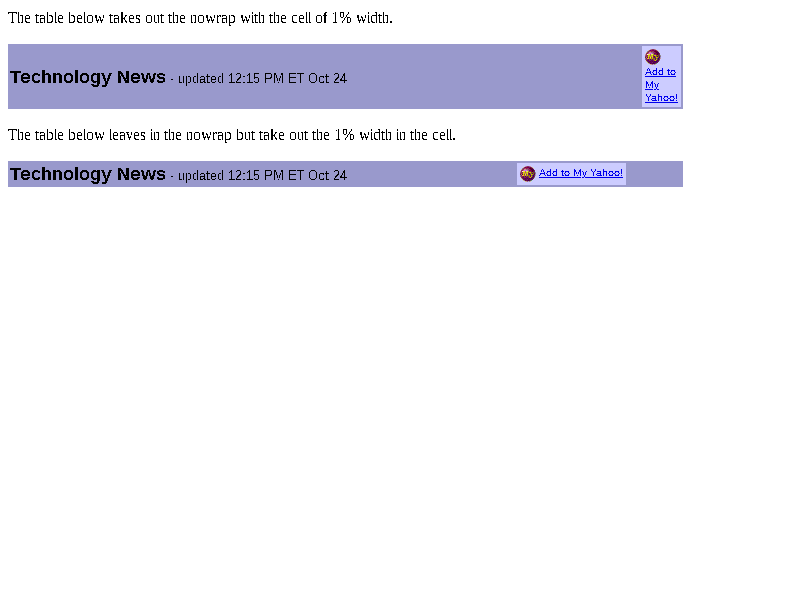 The table below takes out the nowrap with the cell of 1% width.
Technology News - updated 12:15 PM ET Oct 24
My
Add to
My
Yahoo!
The table below leaves in the nowrap but take out the 1% width in the cell.
Technology News - updated 12:15 PM ET Oct 24 My Add to My Yahoo!